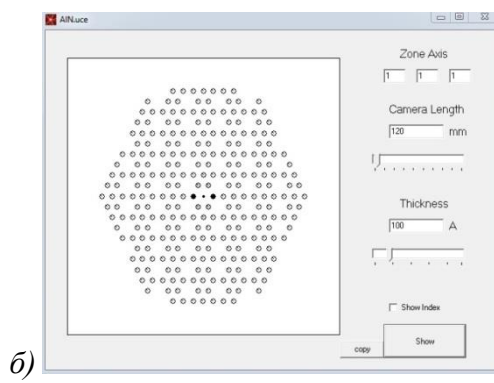 AlN.uce
Zone Axis
1 1 1
Camera Length
120 mm
Thickness
100 A
Show Index
copy Show
б)